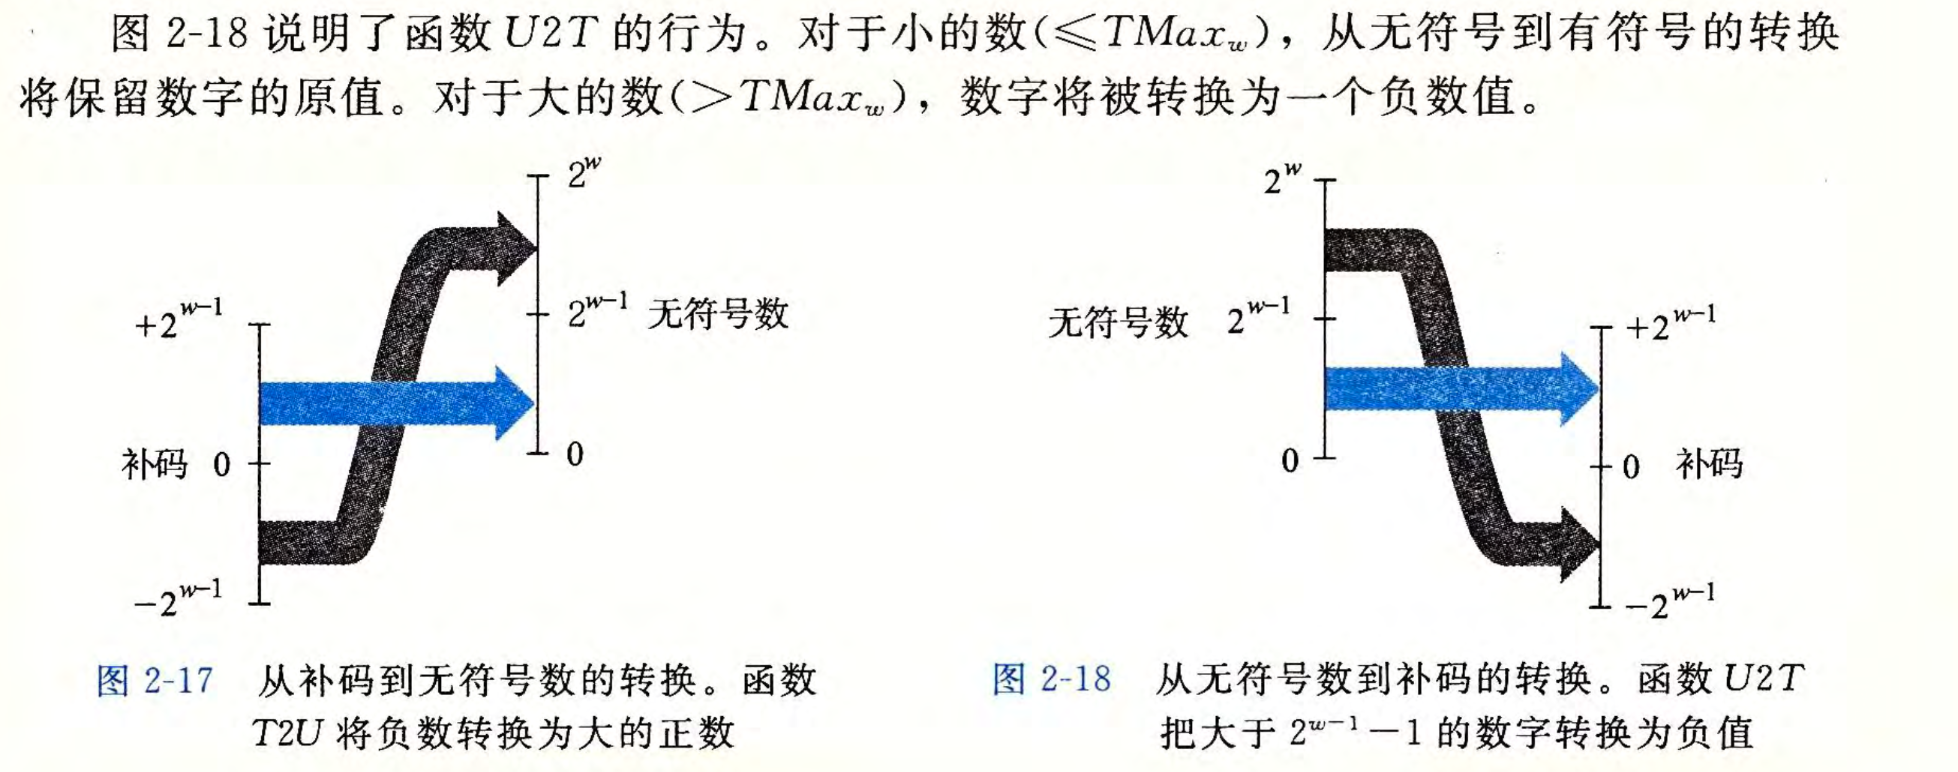 图 2-18 说明了函数 U2T 的行为。对于小的数(≤TMax_w)，从无符号到有符号的转换
将保留数字的原值。对于大的数(>TMax_w)，数字将被转换为一个负数值。
2^w
+2^{w-1}
2^{w-1} 无符号数
补码 0
0
-2^{w-1}
2^w
无符号数 2^{w-1}
+2^{w-1}
0
0 补码
-2^{w-1}
图 2-17 从补码到无符号数的转换。函数
T2U 将负数转换为大的正数
图 2-18 从无符号数到补码的转换。函数 U2T
把大于 2^{w-1}-1 的数字转换为负值